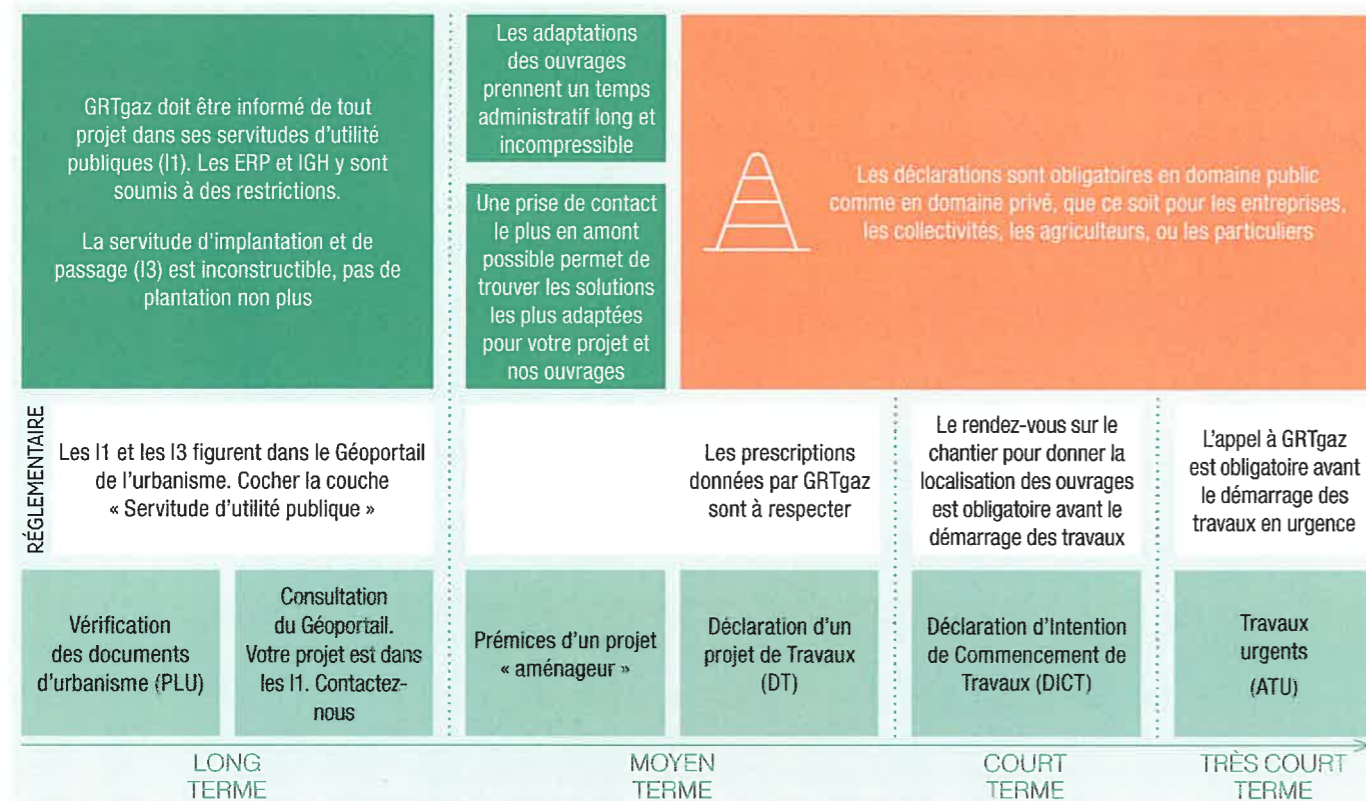 GRTgaz doit être informé de tout
projet dans ses servitudes d'utilité
publiques (I1). Les ERP et IGH y sont
soumis à des restrictions.
La servitude d'implantation et de
passage (I3) est inconstructible, pas de
plantation non plus
Les adaptations
des ouvrages
prennent un temps
administratif long et
incompressible
Une prise de contact
le plus en amont
possible permet de
trouver les solutions
les plus adaptées
pour votre projet et
nos ouvrages
Les déclarations sont obligatoires en domaine public
comme en domaine privé, que ce soit pour les entreprises,
les collectivités, les agriculteurs, ou les particuliers
RÉGLEMENTAIRE
Les I1 et les I3 figurent dans le Géoportail
de l'urbanisme. Cocher la couche
« Servitude d'utilité publique »
Les prescriptions
données par GRTgaz
sont à respecter
Le rendez-vous sur le
chantier pour donner la
localisation des ouvrages
est obligatoire avant le
démarrage des travaux
L'appel à GRTgaz
est obligatoire avant
le démarrage des
travaux en urgence
Vérification
des documents
d'urbanisme (PLU)
Consultation
du Géoportail.
Votre projet est dans
les I1. Contactez-
nous
Prémices d'un projet
« aménageur »
Déclaration d'un
projet de Travaux
(DT)
Déclaration d'Intention
de Commencement de
Travaux (DICT)
Travaux
urgents
(ATU)
LONG
TERME
MOYEN
TERME
COURT
TERME
TRÈS COURT
TERME